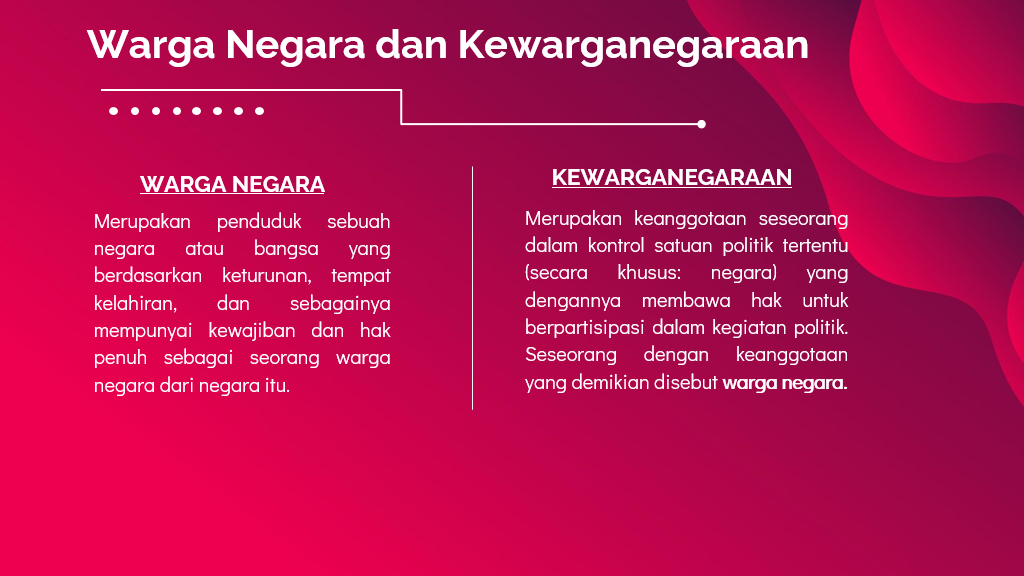 Warga Negara dan Kewarganegaraan
WARGA NEGARA
Merupakan penduduk sebuah
negara atau bangsa yang
berdasarkan keturunan, tempat
kelahiran, dan sebagainya
mempunyai kewajiban dan hak
penuh sebagai seorang warga
negara dari negara itu.
KEWARGANEGARAAN
Merupakan keanggotaan seseorang
dalam kontrol satuan politik tertentu
(secara khusus: negara) yang
dengannya membawa hak untuk
berpartisipasi dalam kegiatan politik.
Seseorang dengan keanggotaan
yang demikian disebut warga negara.